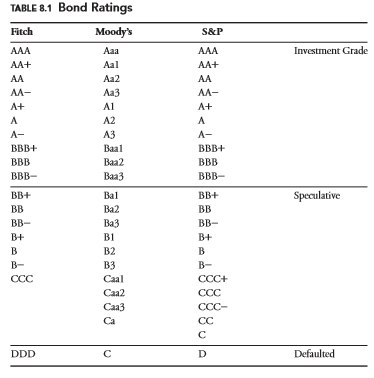 TABLE 8.1 Bond Ratings
Fitch Moody's S&P
AAA Aaa AAA Investment Grade
AA+ Aa1 AA+
AA Aa2 AA
AA− Aa3 AA−
A+ A1 A+
A A2 A
A− A3 A−
BBB+ Baa1 BBB+
BBB Baa2 BBB
BBB− Baa3 BBB−
BB+ Ba1 BB+ Speculative
BB Ba2 BB
BB− Ba3 BB−
B+ B1 B+
B B2 B
B− B3 B−
CCC Caa1 CCC+
Caa2 CCC
Caa3 CCC−
Ca CC
C
DDD C D Defaulted